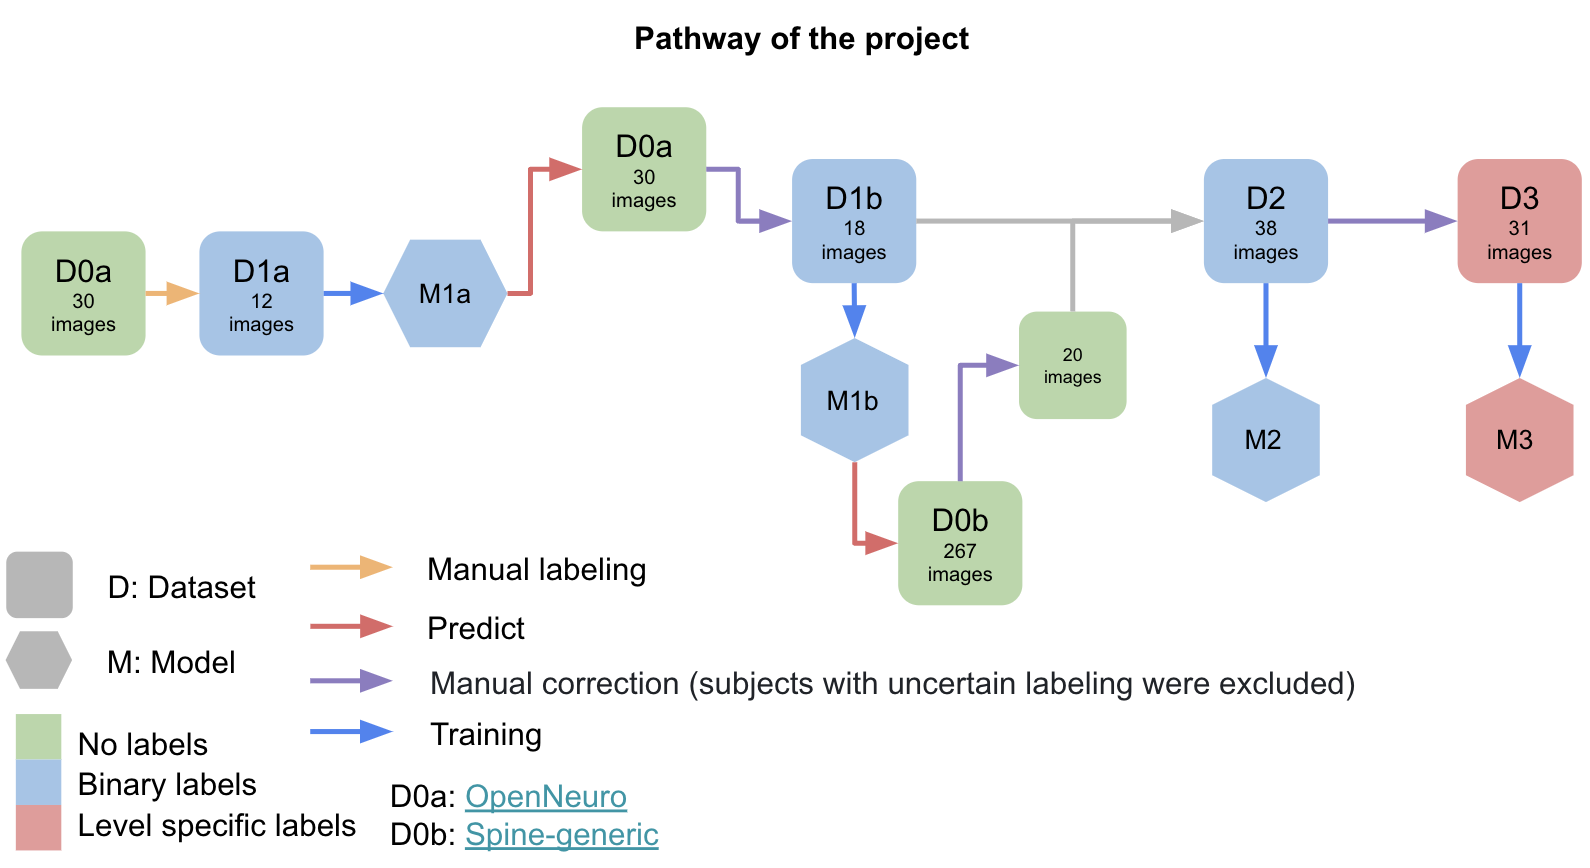 Pathway of the project
D0a
30
images
D1a
12
images
M1a
D0a
30
images
D1b
18
images
M1b
D0b
267
images
20
images
D2
38
images
M2
D3
31
images
M3
D: Dataset
M: Model
No labels
Binary labels
Level specific labels
Manual labeling
Predict
Manual correction (subjects with uncertain labeling were excluded)
Training
D0a: OpenNeuro
D0b: Spine-generic